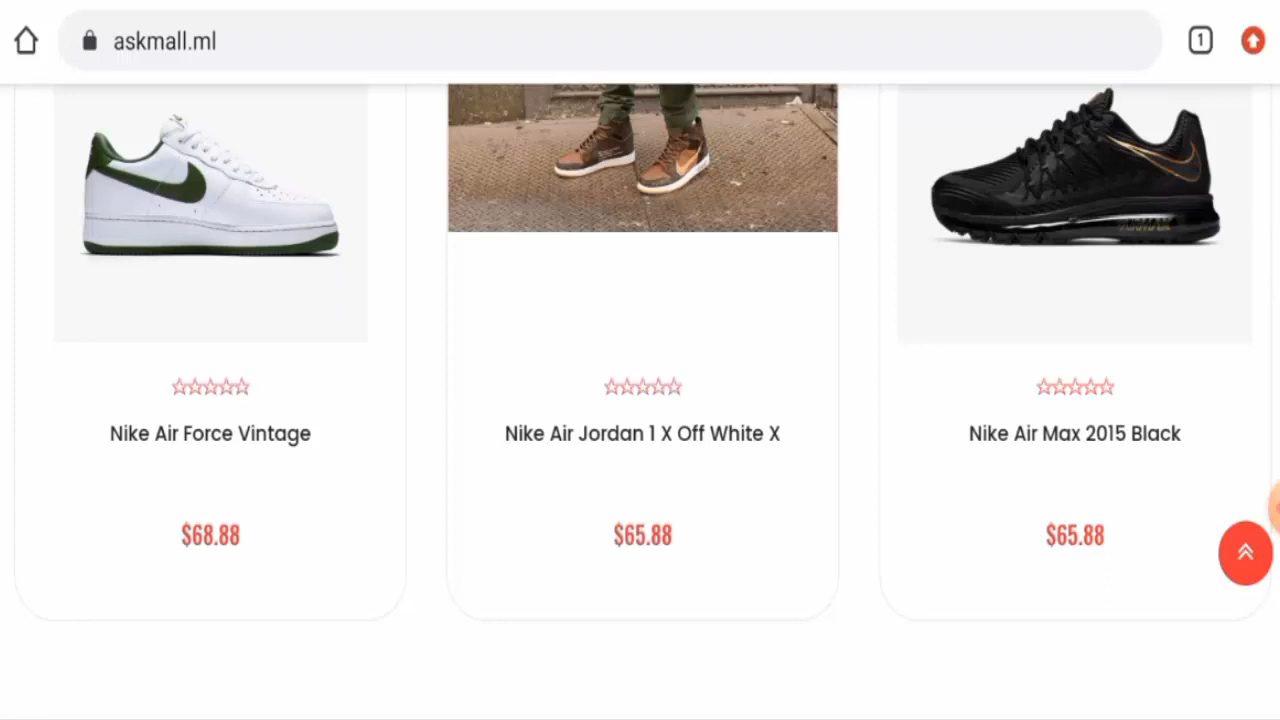 askmall.ml
1
Nike Air Force Vintage
Nike Air Jordan 1 X Off White X
Nike Air Max 2015 Black
$68.88
$65.88
$65.88